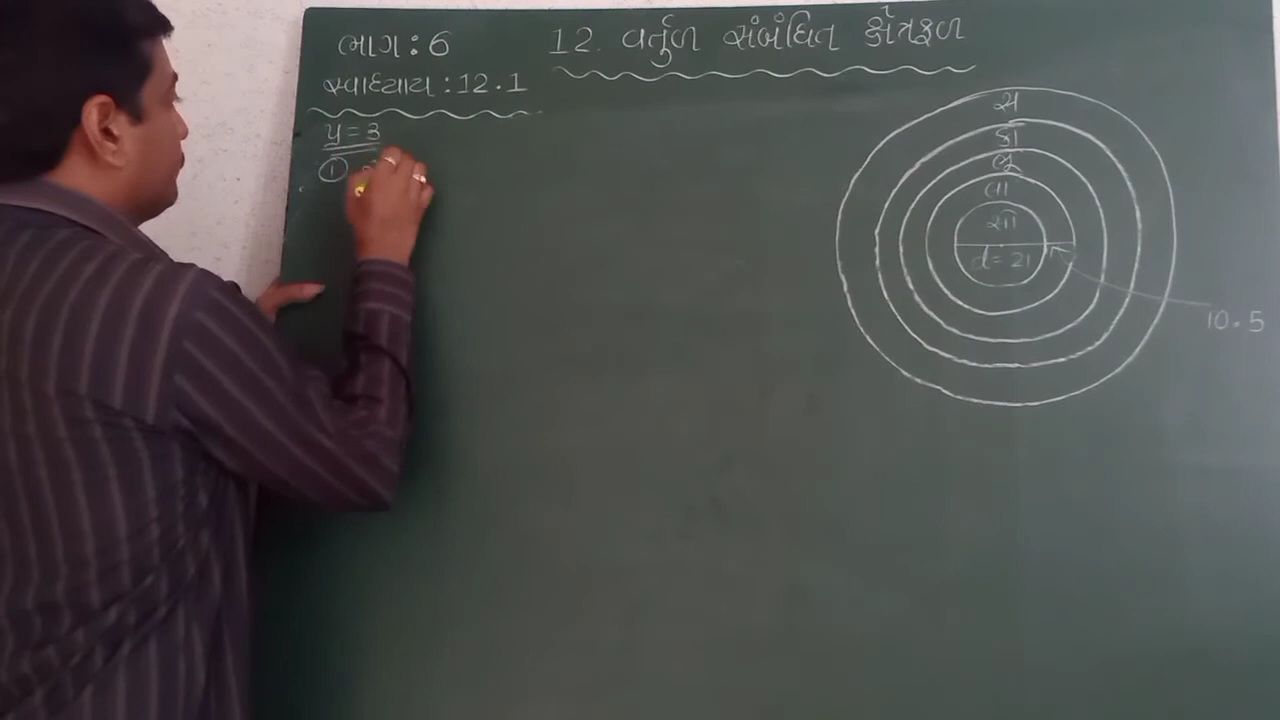 ભાગ : 6
12. વર્તુળ સંબંધિત ક્ષેત્રફળ
સ્વાધ્યાય : 12.1
પ્ર = 3
①
સ
કા
ભૂ
લા
સો
d = 21
10.5